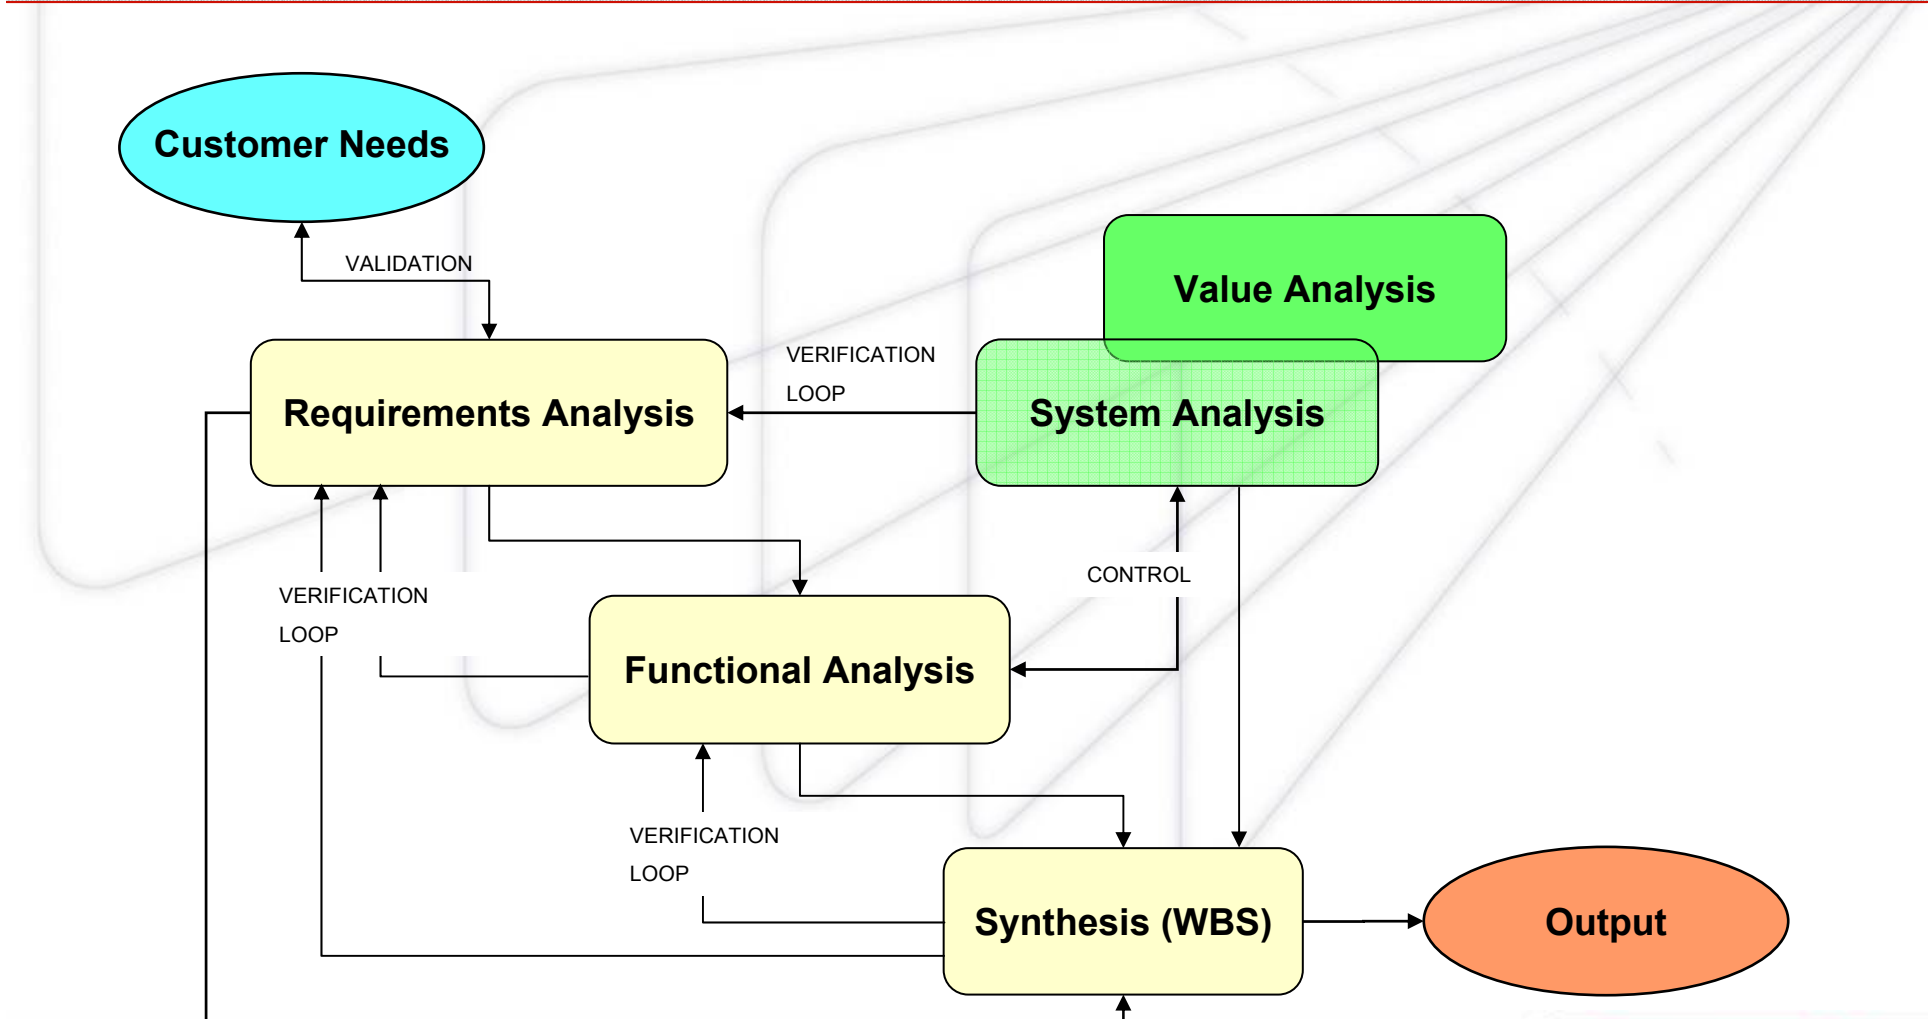 Customer Needs
VALIDATION
Value Analysis
VERIFICATION
LOOP
Requirements Analysis
System Analysis
CONTROL
VERIFICATION
LOOP
Functional Analysis
VERIFICATION
LOOP
Synthesis (WBS)
Output